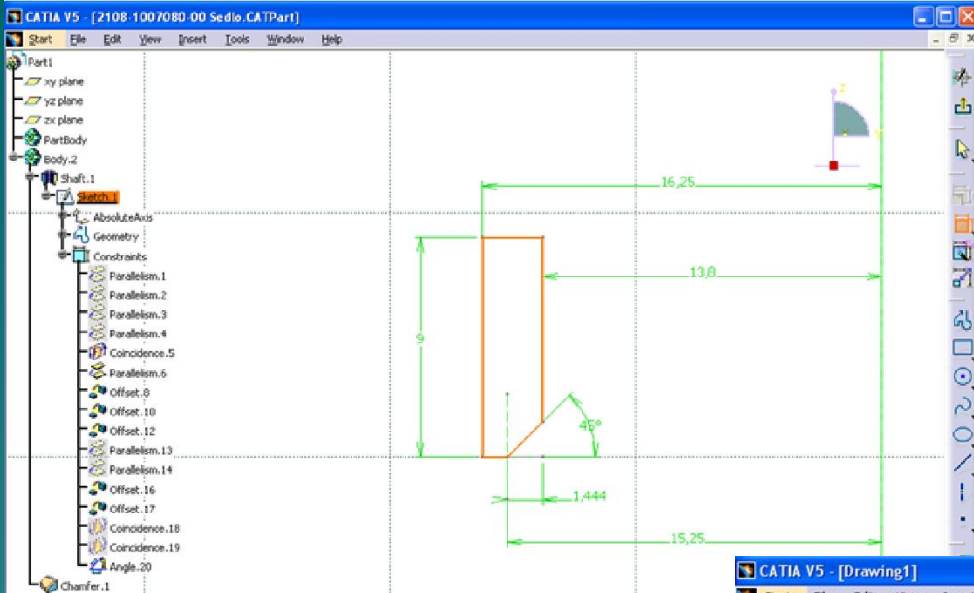 CATIA V5 - [2108-1007080-00 Sedlo.CATPart]
Start File Edit View Insert Tools Window Help
Part1
xy plane
yz plane
zx plane
PartBody
Body.2
Shaft.1
Sketch.1
AbsoluteAxis
Geometry
Constraints
Parallelism.1
Parallelism.2
Parallelism.3
Parallelism.4
Coincidence.5
Parallelism.6
Offset.8
Offset.10
Offset.12
Parallelism.13
Parallelism.14
Offset.16
Offset.17
Coincidence.18
Coincidence.19
Angle.20
Chamfer.1
z
16,25
13,8
9
45°
1,444
15,25
CATIA V5 - [Drawing1]